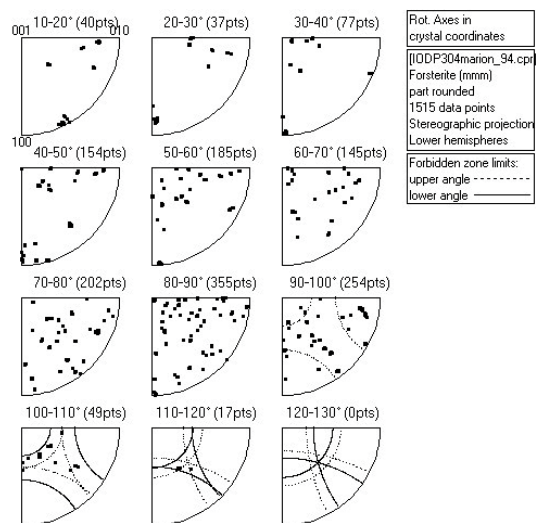 10-20° (40pts)
20-30° (37pts)
30-40° (77pts)
001
010
100
40-50° (154pts)
50-60° (185pts)
60-70° (145pts)
70-80° (202pts)
80-90° (355pts)
90-100° (254pts)
100-110° (49pts)
110-120° (17pts)
120-130° (0pts)
Rot. Axes in
crystal coordinates
[IODP304marion_94.cpr
Forsterite (mmm)
part rounded
1515 data points
Stereographic projection
Lower hemispheres
Forbidden zone limits:
upper angle
lower angle